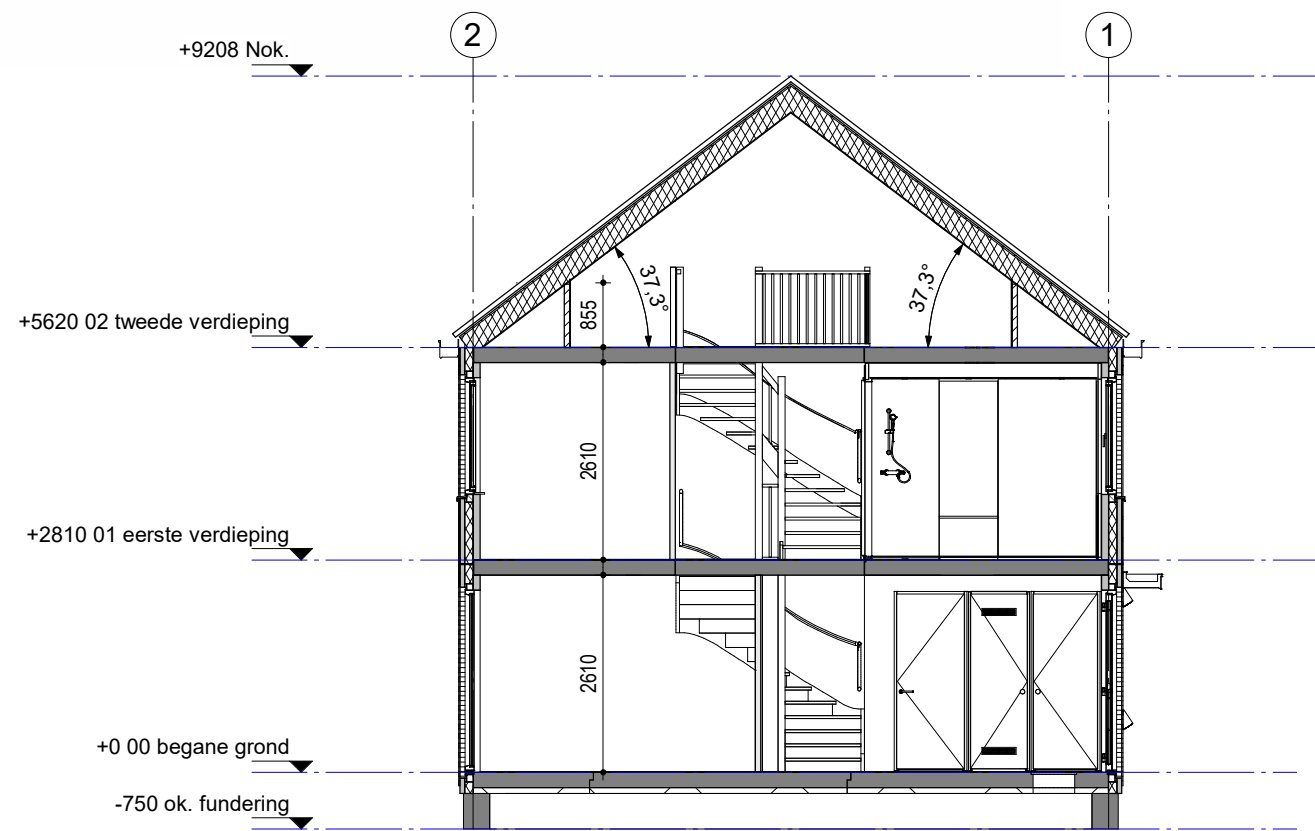 2
1
+9208 Nok.
37,3°
37,3°
855
+5620 02 tweede verdieping
2610
+2810 01 eerste verdieping
2610
+0 00 begane grond
-750 ok. fundering